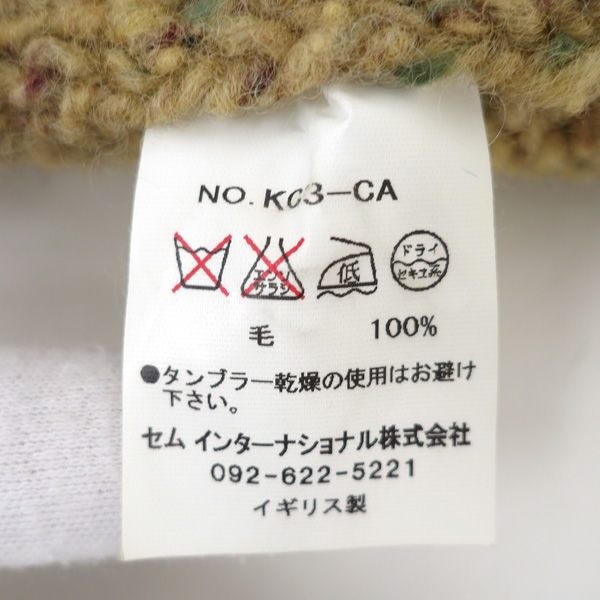 NO. K03-CA
エンソ
サラシ
低
ドライ
セキユ系
毛 100%
●タンブラー乾燥の使用はお避け
下さい。
セム インターナショナル株式会社
092-622-5221
イギリス製